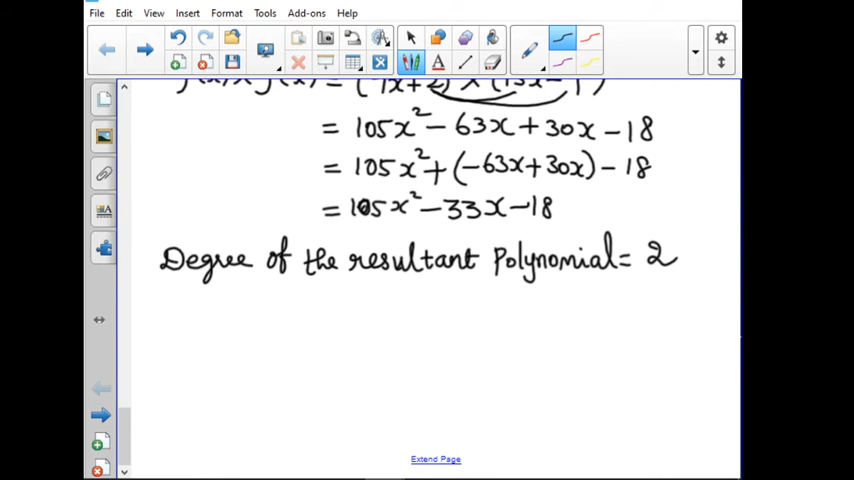 File Edit View Insert Format Tools Add-ons Help
= 105x² - 63x + 30x - 18
= 105x² + (-63x + 30x) - 18
= 105x² - 33x - 18
Degree of the resultant Polynomial = 2
Extend Page